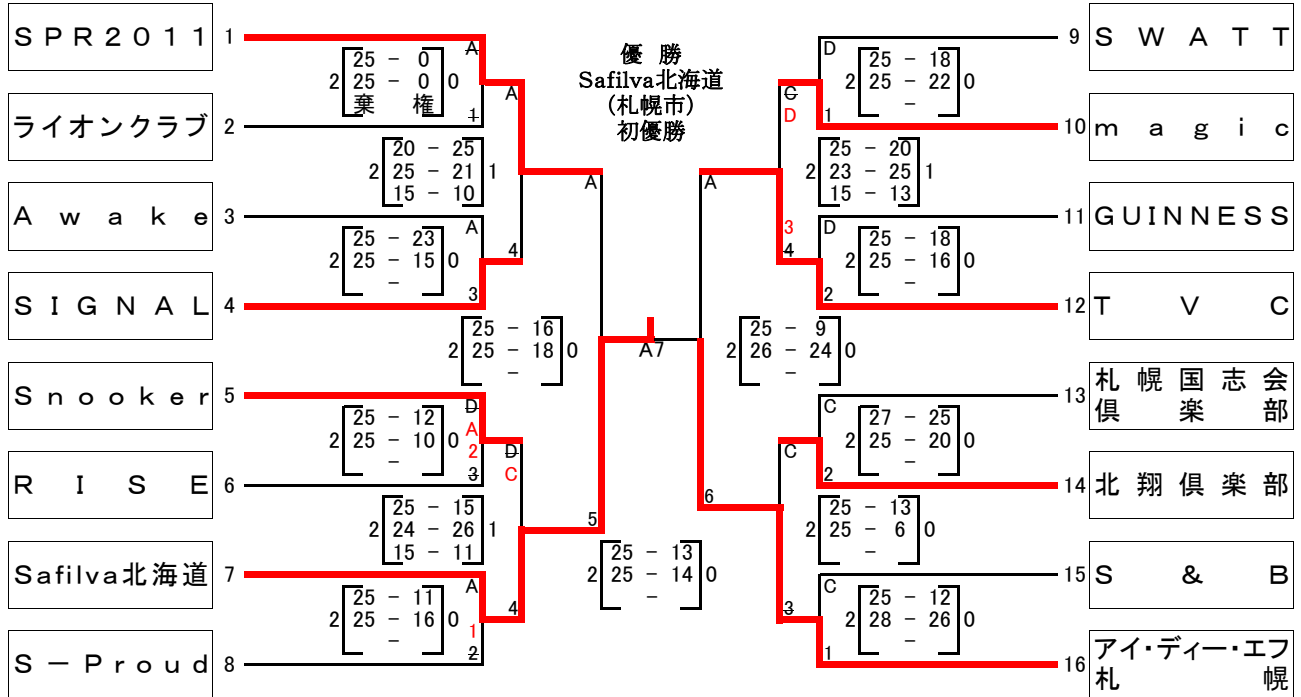 SPR2011 1
ライオンクラブ 2
Awake 3
SIGNAL 4
Snooker 5
RISE 6
Safilva北海道 7
S－Proud 8
A
25 - 0
2 25 - 0 0
棄 権
1
A
20 - 25
2 25 - 21 1
15 - 10
4
A
25 - 23
2 25 - 15 0
-
3
A
25 - 16
2 25 - 18 0
-
5
D
A
25 - 12
2 25 - 10 0
-
2
3
D
C
25 - 15
2 24 - 26 1
15 - 11
4
A
25 - 11
2 25 - 16 0
-
1
2
優 勝
Safilva北海道
(札幌市)
初優勝
A7
25 - 13
2 25 - 14 0
-
9 SWATT
10 magic
11 GUINNESS
12 TVC
13 札幌国志会
倶楽部
14 北翔倶楽部
15 S&B
16 アイ・ディー・エフ
札幌
D
25 - 18
2 25 - 22 0
-
1
C
D
25 - 20
2 23 - 25 1
15 - 13
3
4
D
25 - 18
2 25 - 16 0
-
2
A
25 - 9
2 26 - 24 0
-
6
C
27 - 25
2 25 - 20 0
-
2
C
25 - 13
2 25 - 6 0
-
3
C
25 - 12
2 28 - 26 0
-
1